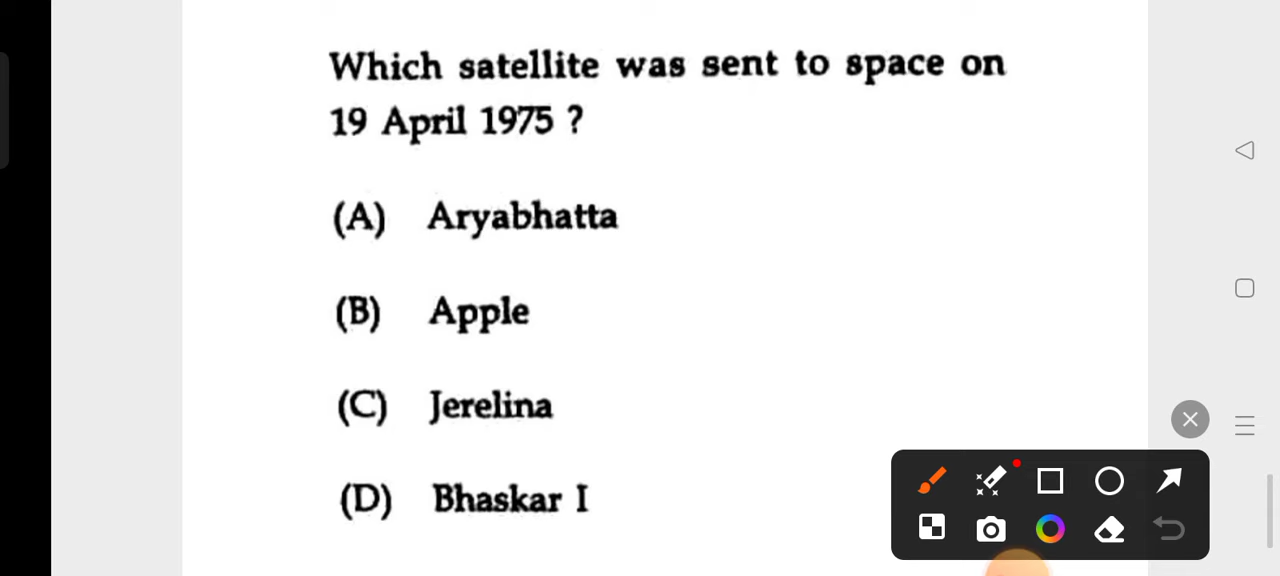 Which satellite was sent to space on
19 April 1975 ?
(A) Aryabhatta
(B) Apple
(C) Jerelina
(D) Bhaskar I